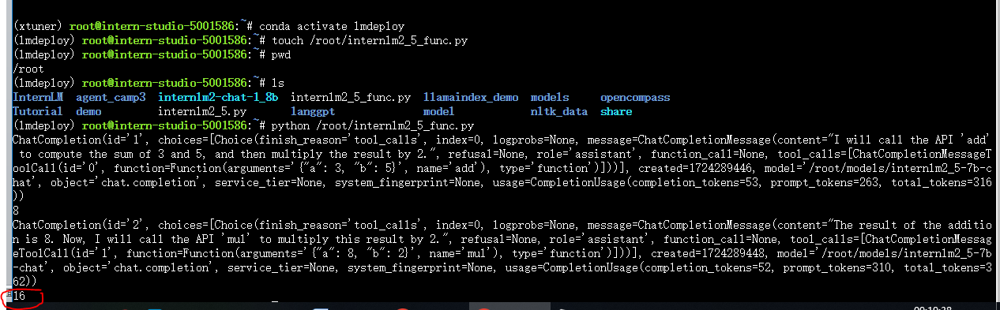 (xtuner) root@intern-studio-5001586:~# conda activate lmdeploy
(lmdeploy) root@intern-studio-5001586:~# touch /root/internlm2_5_func.py
(lmdeploy) root@intern-studio-5001586:~# pwd
/root
(lmdeploy) root@intern-studio-5001586:~# ls
InternLM agent_camp3 internlm2-chat-1_8b internlm2_5_func.py llamaindex_demo models opencompass
Tutorial demo internlm2_5.py langgpt model nltk_data share
(lmdeploy) root@intern-studio-5001586:~# python /root/internlm2_5_func.py
ChatCompletion(id='1', choices=[Choice(finish_reason='tool_calls', index=0, logprobs=None, message=ChatCompletionMessage(content="I will call the API 'add'
 to compute the sum of 3 and 5, and then multiply the result by 2.", refusal=None, role='assistant', function_call=None, tool_calls=[ChatCompletionMessageT
oolCall(id='0', function=Function(arguments='{"a": 3, "b": 5}', name='add'), type='function')]))], created=1724289446, model='/root/models/internlm2_5-7b-c
hat', object='chat.completion', service_tier=None, system_fingerprint=None, usage=CompletionUsage(completion_tokens=53, prompt_tokens=263, total_tokens=316
))
8
ChatCompletion(id='2', choices=[Choice(finish_reason='tool_calls', index=0, logprobs=None, message=ChatCompletionMessage(content="The result of the additio
n is 8. Now, I will call the API 'mul' to multiply this result by 2.", refusal=None, role='assistant', function_call=None, tool_calls=[ChatCompletionMessag
eToolCall(id='1', function=Function(arguments='{"a": 8, "b": 2}', name='mul'), type='function')]))], created=1724289448, model='/root/models/internlm2_5-7b
-chat', object='chat.completion', service_tier=None, system_fingerprint=None, usage=CompletionUsage(completion_tokens=52, prompt_tokens=310, total_tokens=3
62))
16